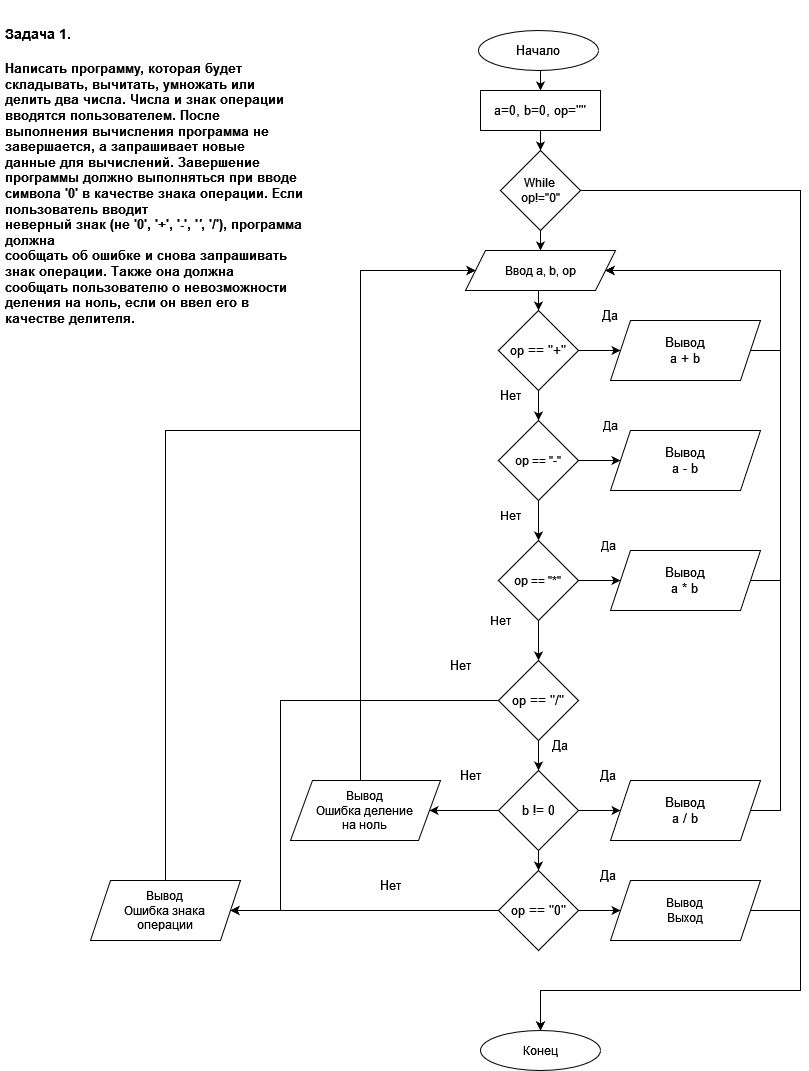 Задача 1.
Написать программу, которая будет
складывать, вычитать, умножать или
делить два числа. Числа и знак операции
вводятся пользователем. После
выполнения вычисления программа не
завершается, а запрашивает новые
данные для вычислений. Завершение
программы должно выполняться при вводе
символа '0' в качестве знака операции. Если
пользователь вводит
неверный знак (не '0', '+', '-', '', '/'), программа
должна
сообщать об ошибке и снова запрашивать
знак операции. Также она должна
сообщать пользователю о невозможности
деления на ноль, если он ввел его в
качестве делителя.
Начало
a=0, b=0, op=""
While
op!="0"
Ввод a, b, op
op == "+"
Да
Вывод
a + b
Нет
op == "-"
Да
Вывод
a - b
Нет
op == "*"
Да
Вывод
a * b
Нет
op == "/"
Нет
Да
b != 0
Да
Вывод
a / b
Нет
Вывод
Ошибка деление
на ноль
op == "0"
Да
Вывод
Выход
Нет
Вывод
Ошибка знака
операции
Конец